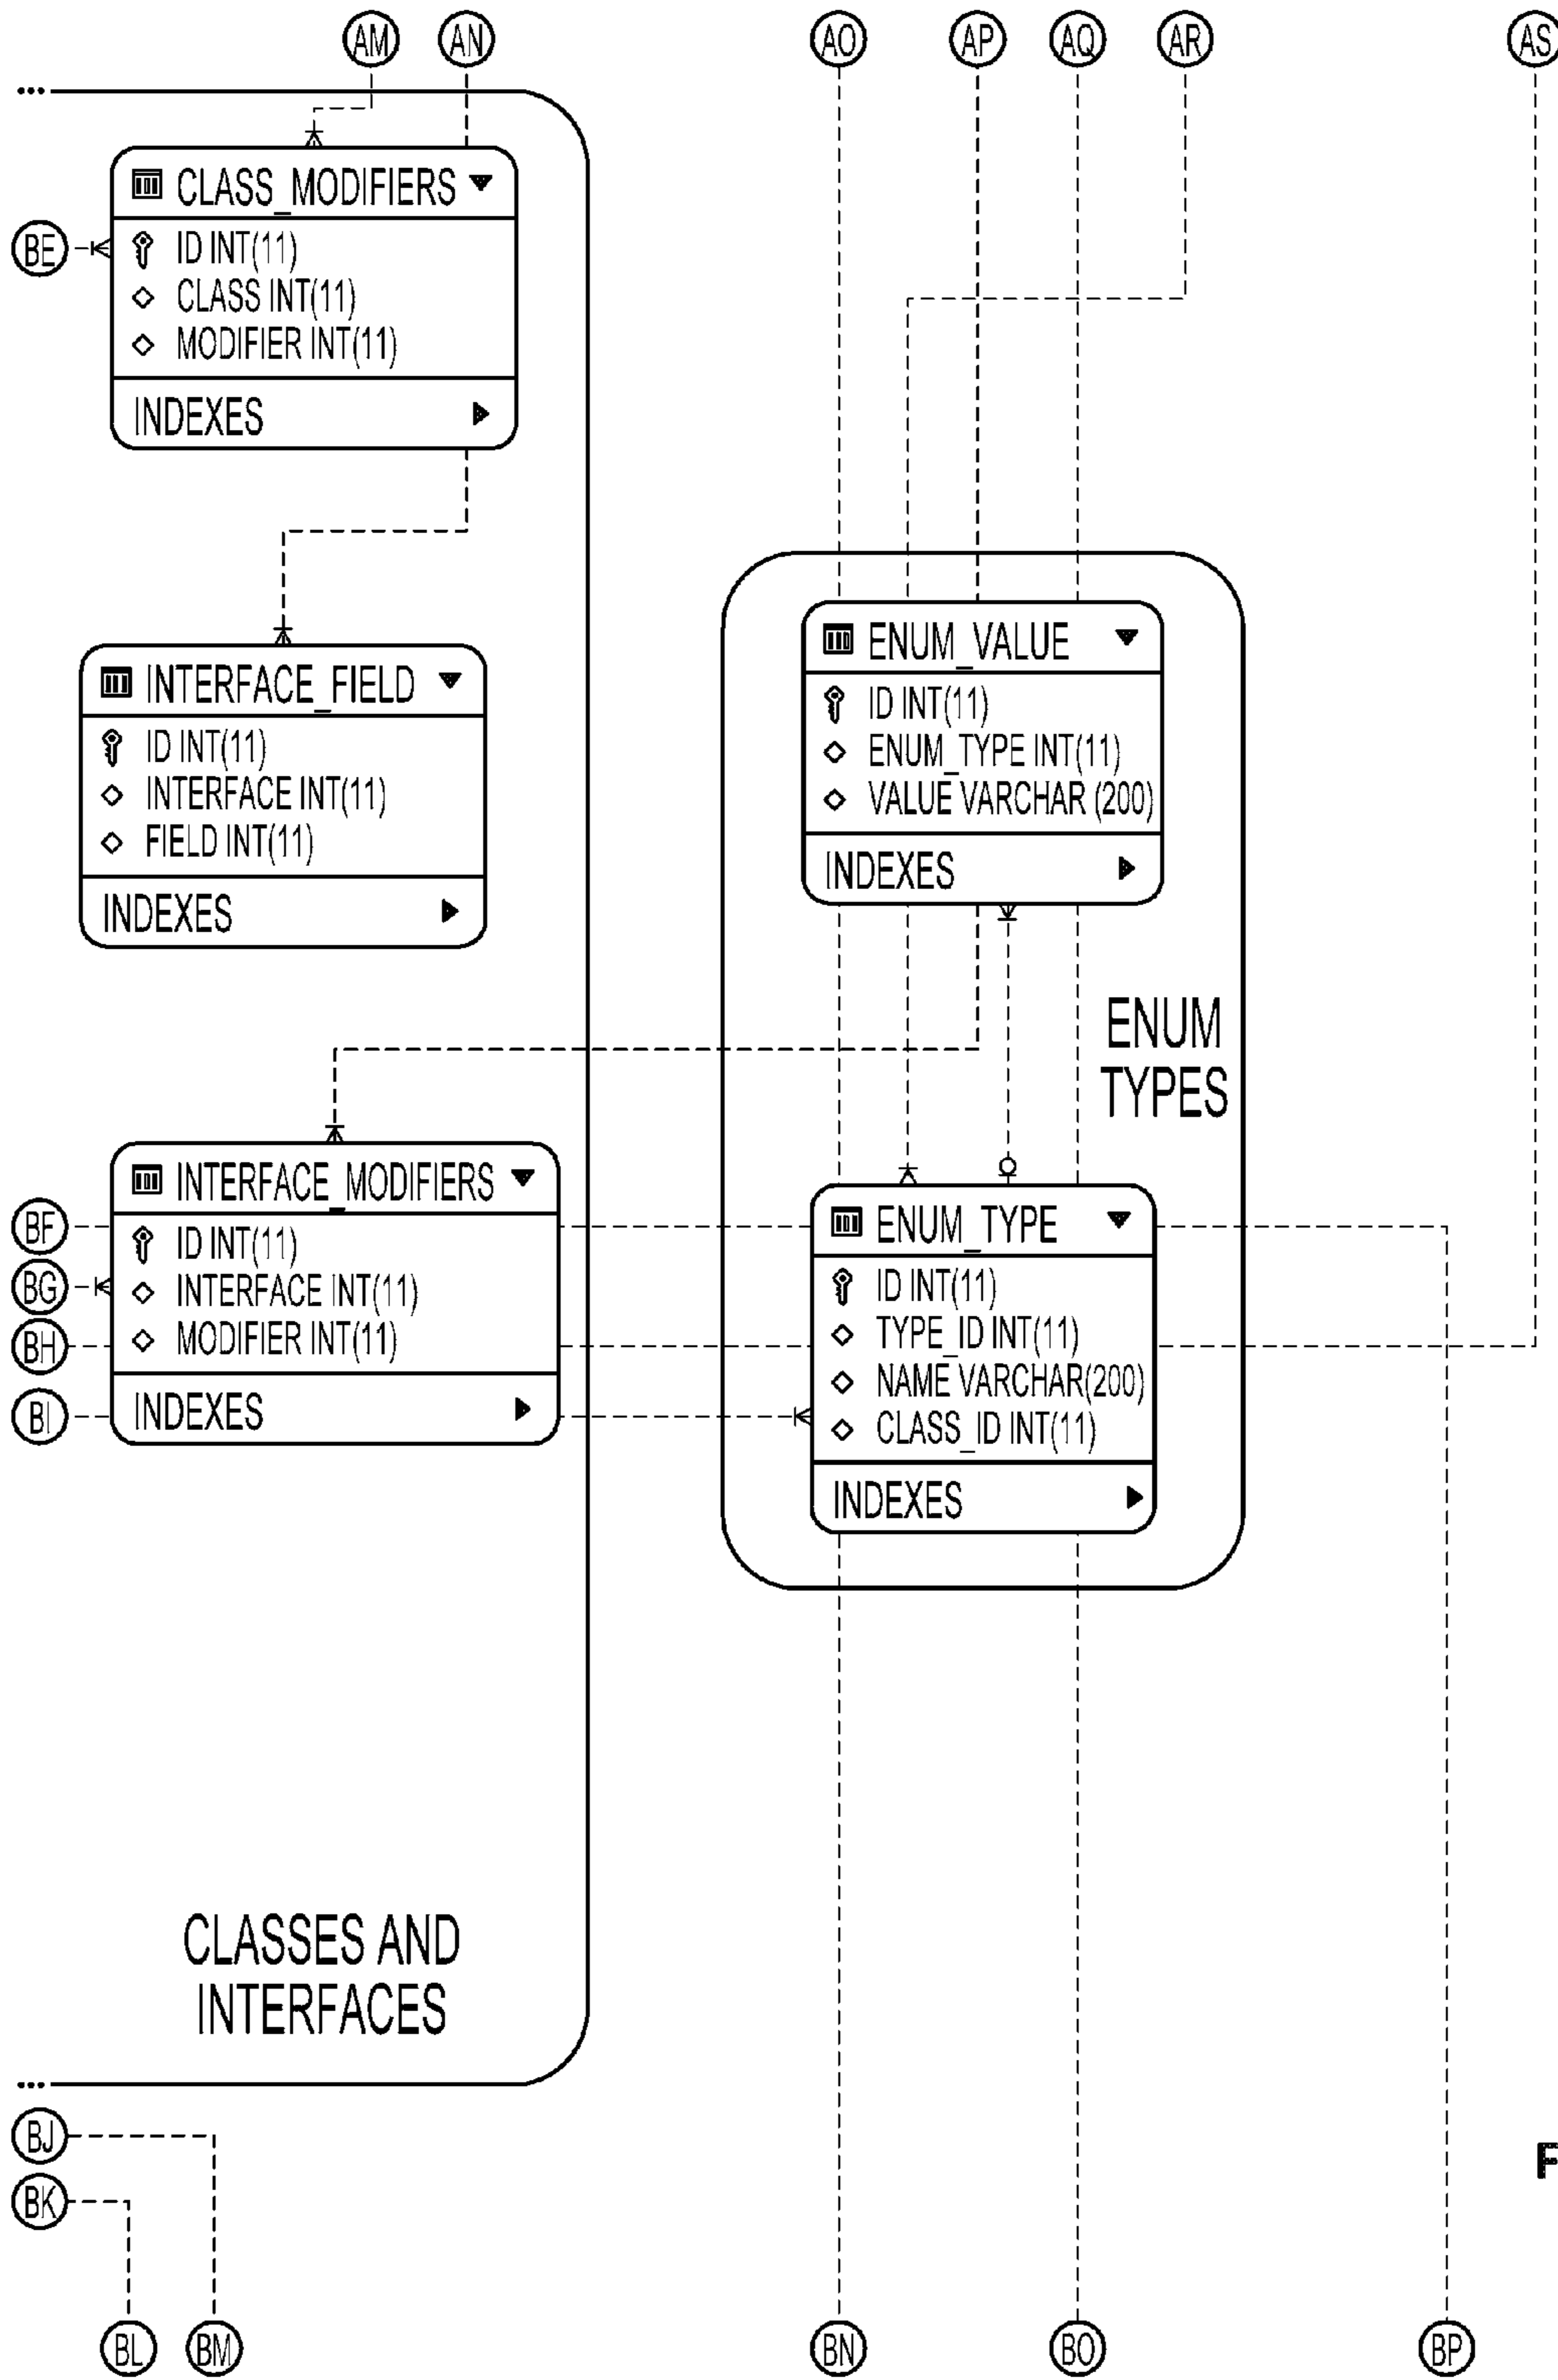 AM AN AO AP AQ AR AS
...
CLASS_MODIFIERS
BE
ID INT(11)
CLASS INT(11)
MODIFIER INT(11)
INDEXES
INTERFACE_FIELD
ID INT(11)
INTERFACE INT(11)
FIELD INT(11)
INDEXES
ENUM_VALUE
ID INT(11)
ENUM_TYPE INT(11)
VALUE VARCHAR (200)
INDEXES
ENUM
TYPES
INTERFACE_MODIFIERS
BF
BG
BH
BI
ID INT(11)
INTERFACE INT(11)
MODIFIER INT(11)
INDEXES
ENUM_TYPE
ID INT(11)
TYPE_ID INT(11)
NAME VARCHAR(200)
CLASS_ID INT(11)
INDEXES
CLASSES AND
INTERFACES
...
BJ
BK
F
BL BM BN BO BP